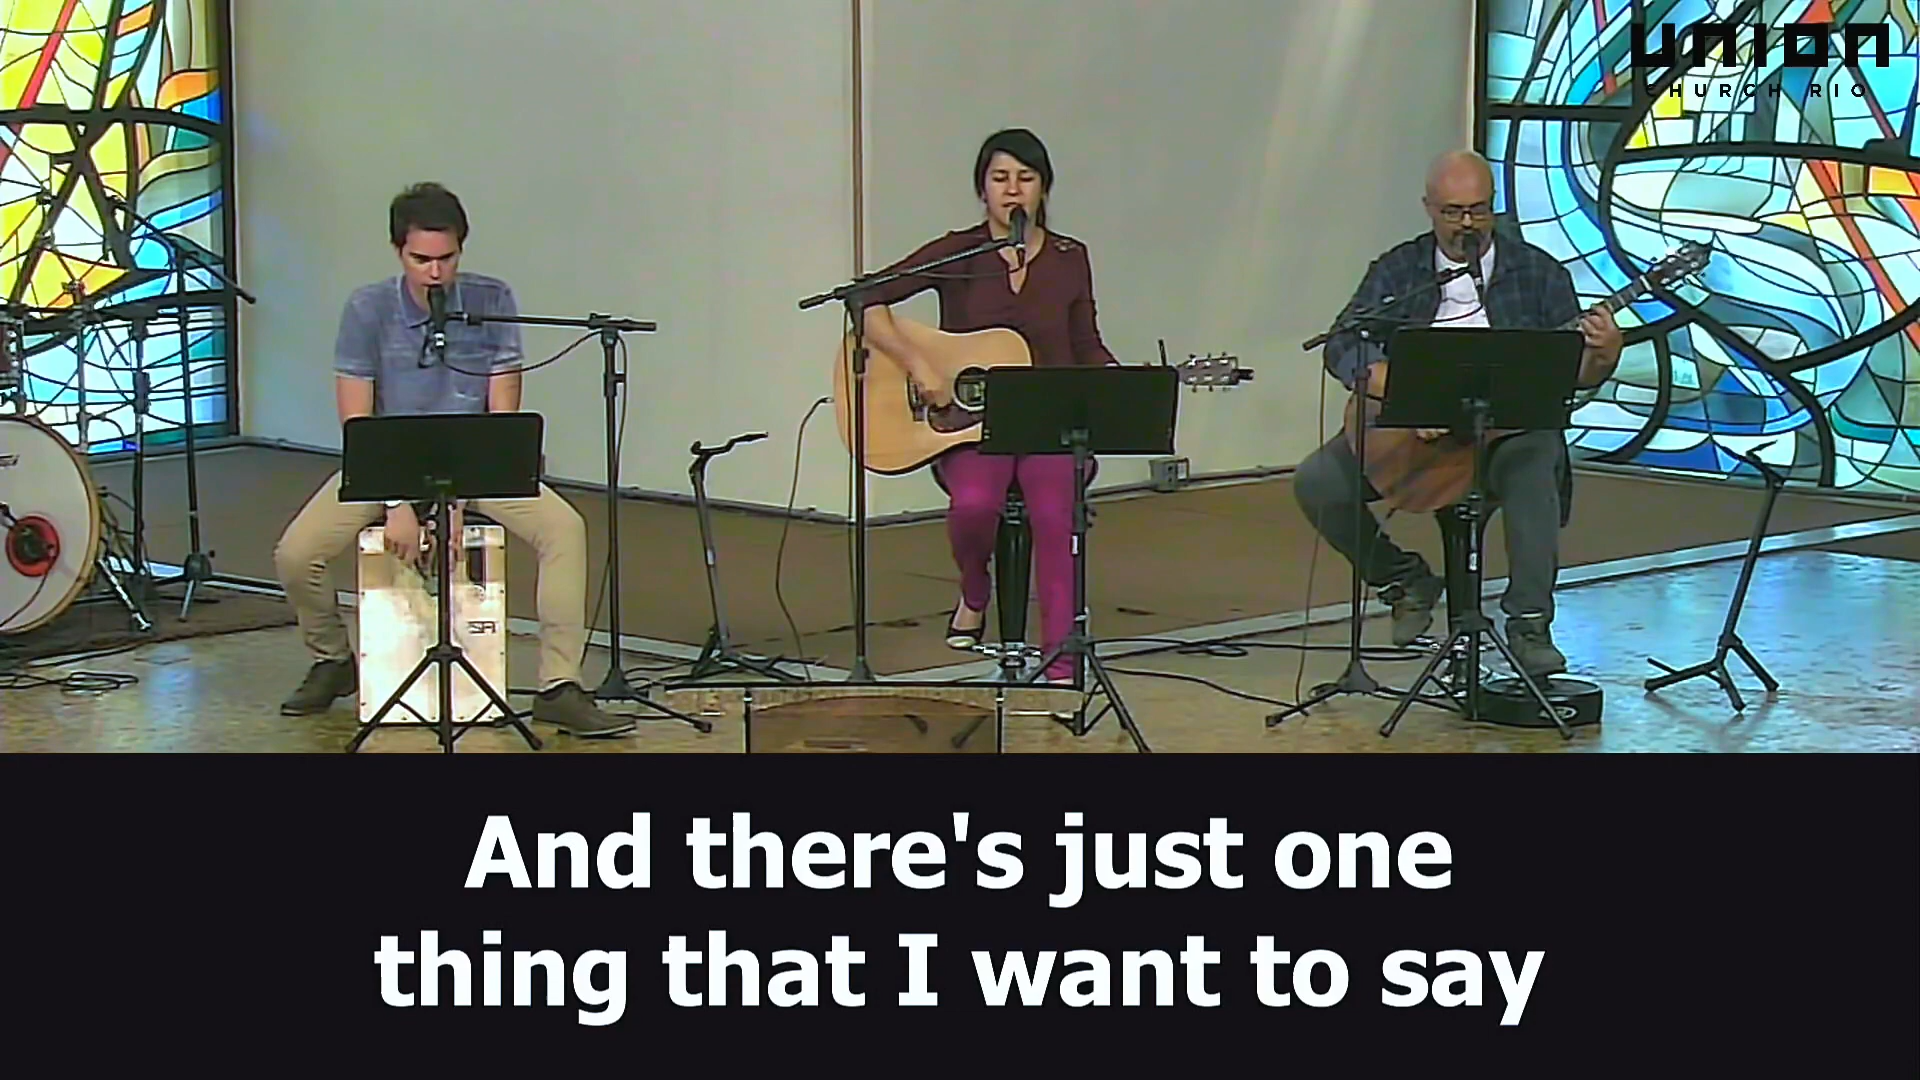 UNION
CHURCH RIO
And there's just one
thing that I want to say